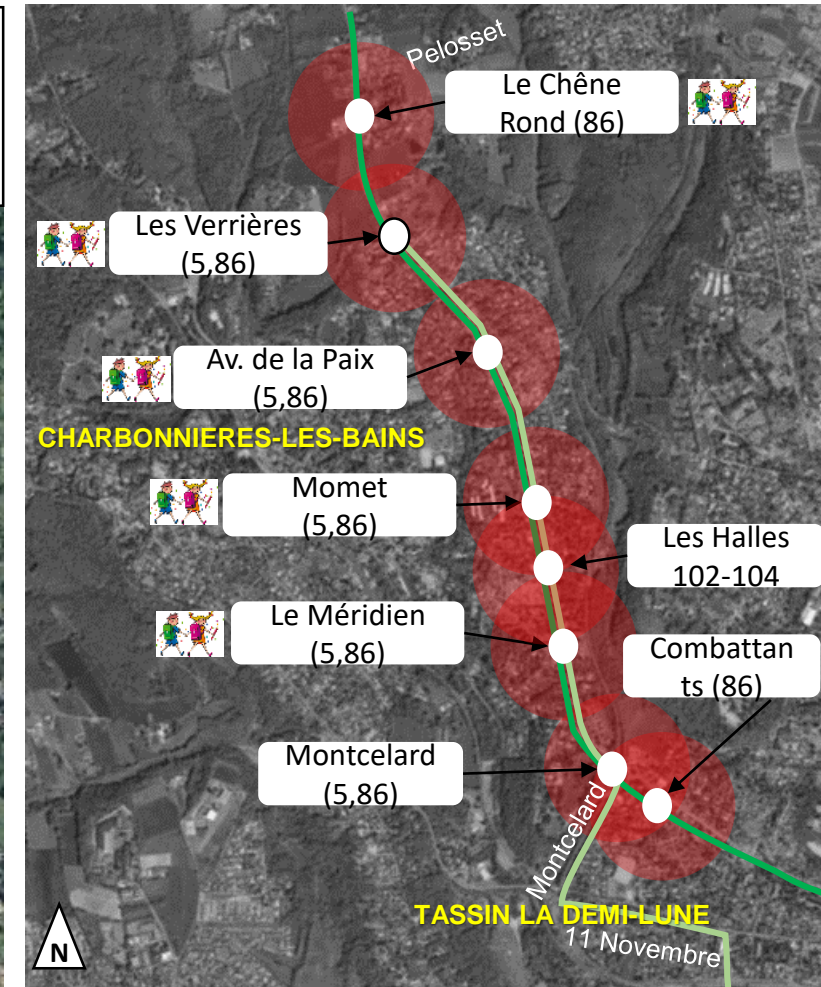 Pelosset
Le Chêne
Rond (86)
Les Verrières
(5,86)
Av. de la Paix
(5,86)
CHARBONNIERES-LES-BAINS
Momet
(5,86)
Les Halles
102-104
Le Méridien
(5,86)
Combattan
ts (86)
Montcelard
(5,86)
Montcelard
TASSIN LA DEMI-LUNE
11 Novembre
N